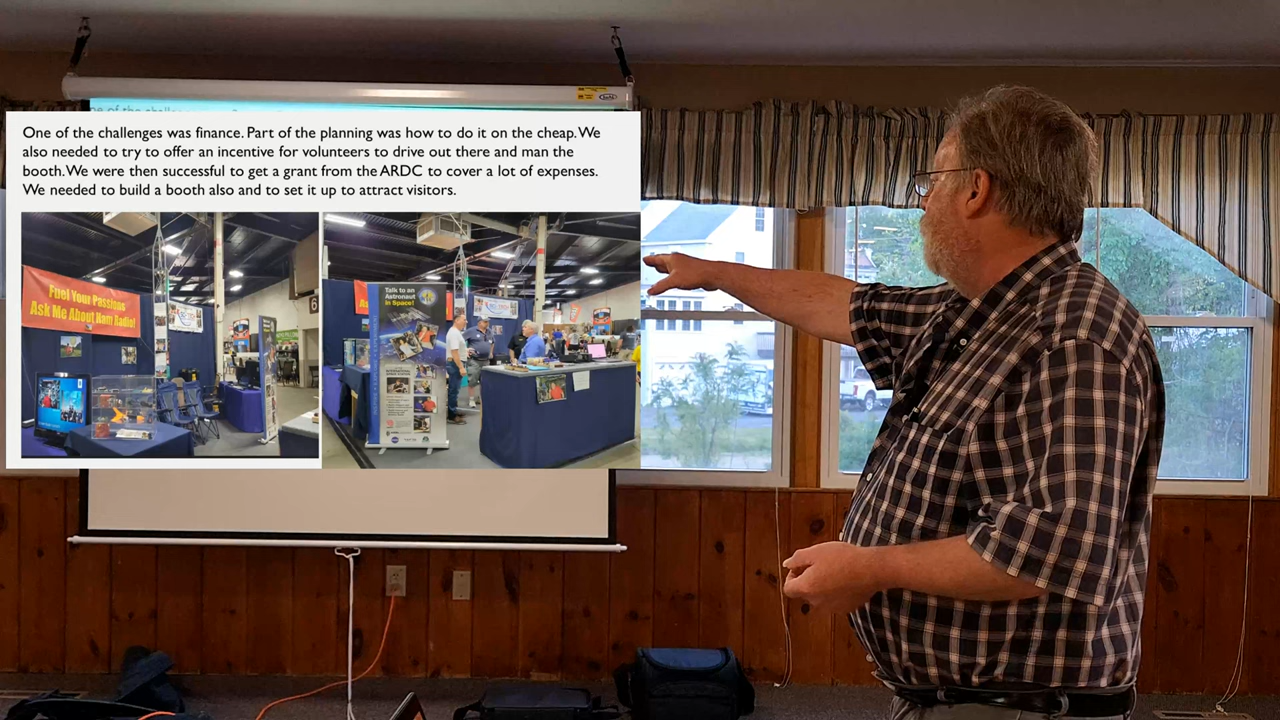 One of the challenges was finance. Part of the planning was how to do it on the cheap. We
also needed to try to offer an incentive for volunteers to drive out there and man the
booth. We were then successful to get a grant from the ARDC to cover a lot of expenses.
We needed to build a booth also and to set it up to attract visitors.
Fuel Your Passions
Ask Me About Ham Radio!
6
Talk to an
Astronaut
in Space!